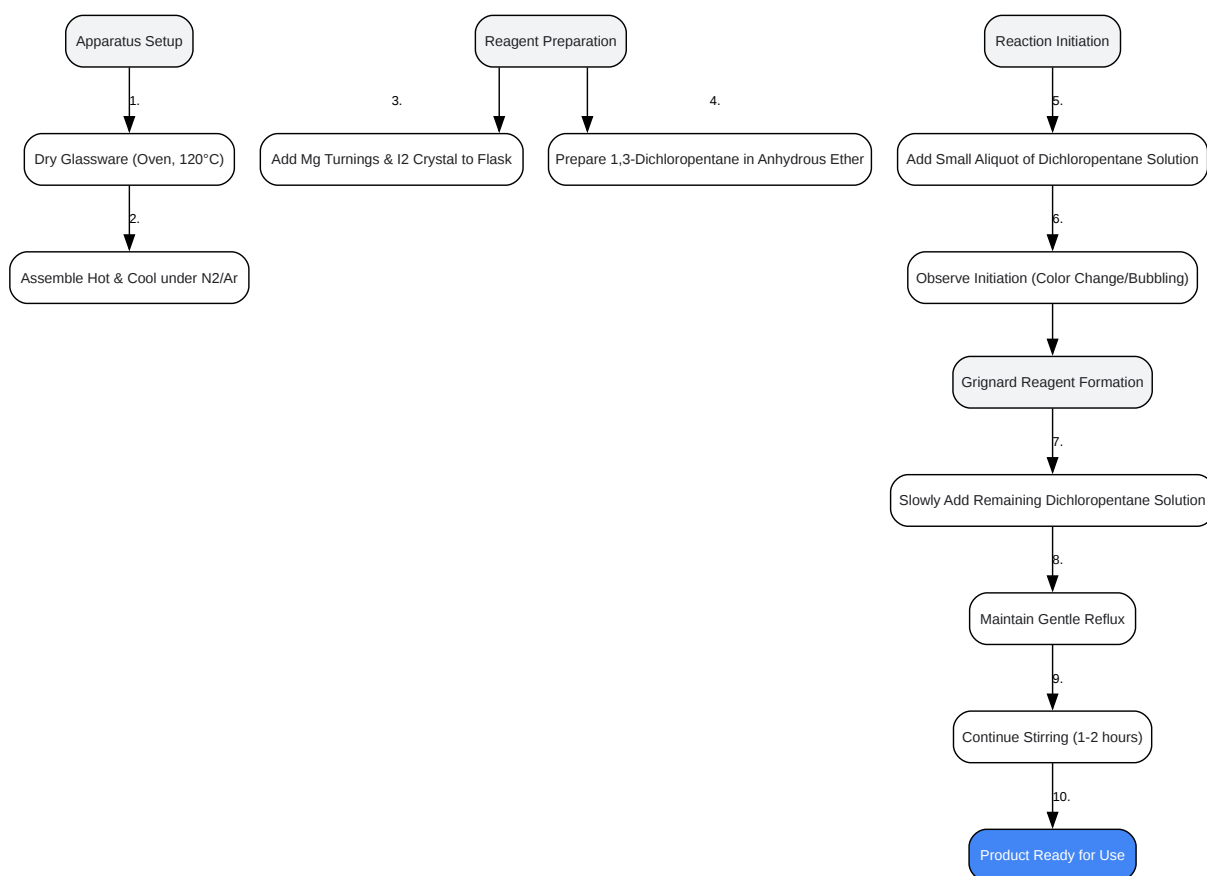 Apparatus Setup
1.
Dry Glassware (Oven, 120°C)
2.
Assemble Hot & Cool under N2/Ar
Reagent Preparation
3.
Add Mg Turnings & I2 Crystal to Flask
4.
Prepare 1,3-Dichloropentane in Anhydrous Ether
Reaction Initiation
5.
Add Small Aliquot of Dichloropentane Solution
6.
Observe Initiation (Color Change/Bubbling)
Grignard Reagent Formation
7.
Slowly Add Remaining Dichloropentane Solution
8.
Maintain Gentle Reflux
9.
Continue Stirring (1-2 hours)
10.
Product Ready for Use